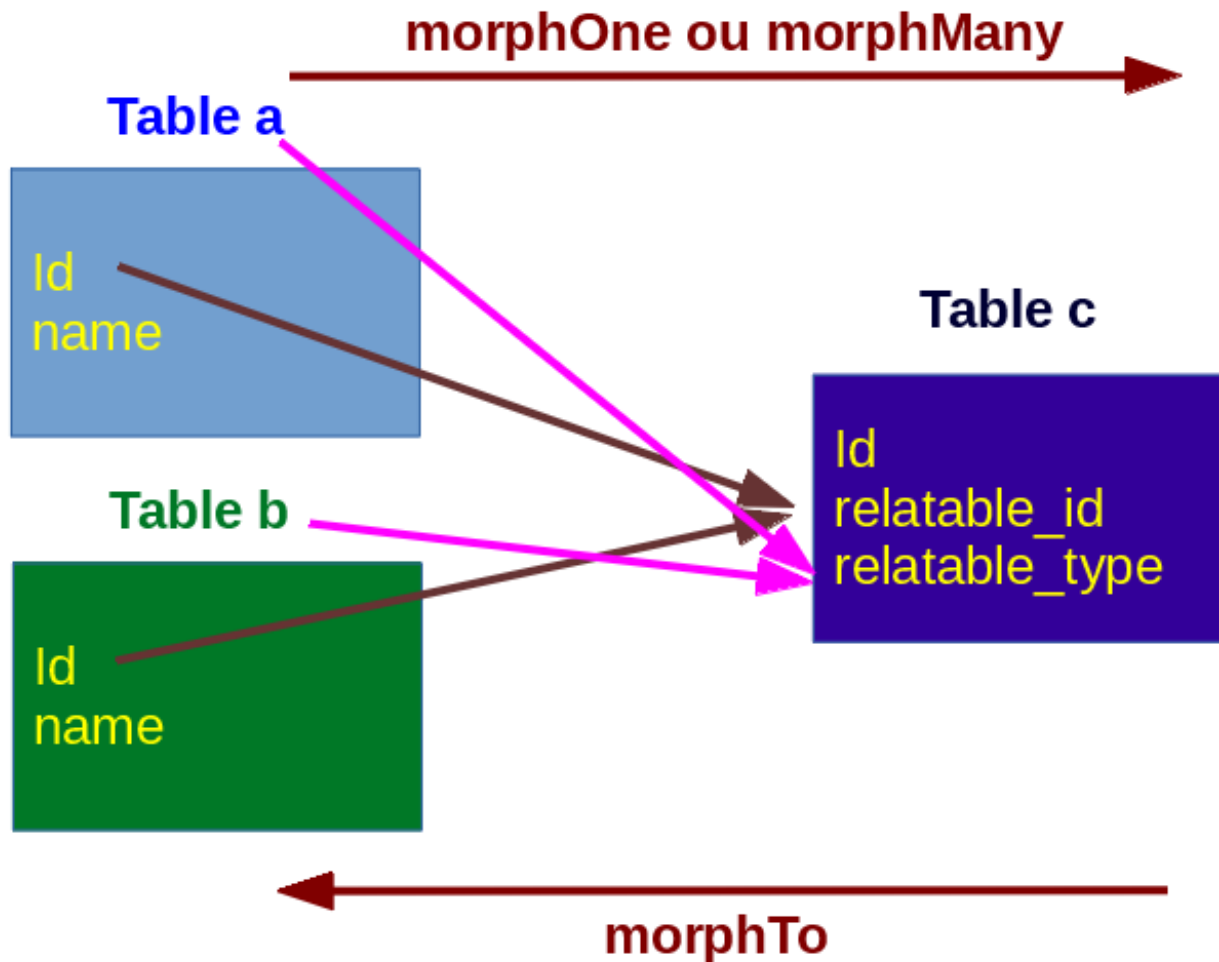 morphOne ou morphMany
Table a
Id
name
Table b
Id
name
Table c
Id
relatable_id
relatable_type
morphTo